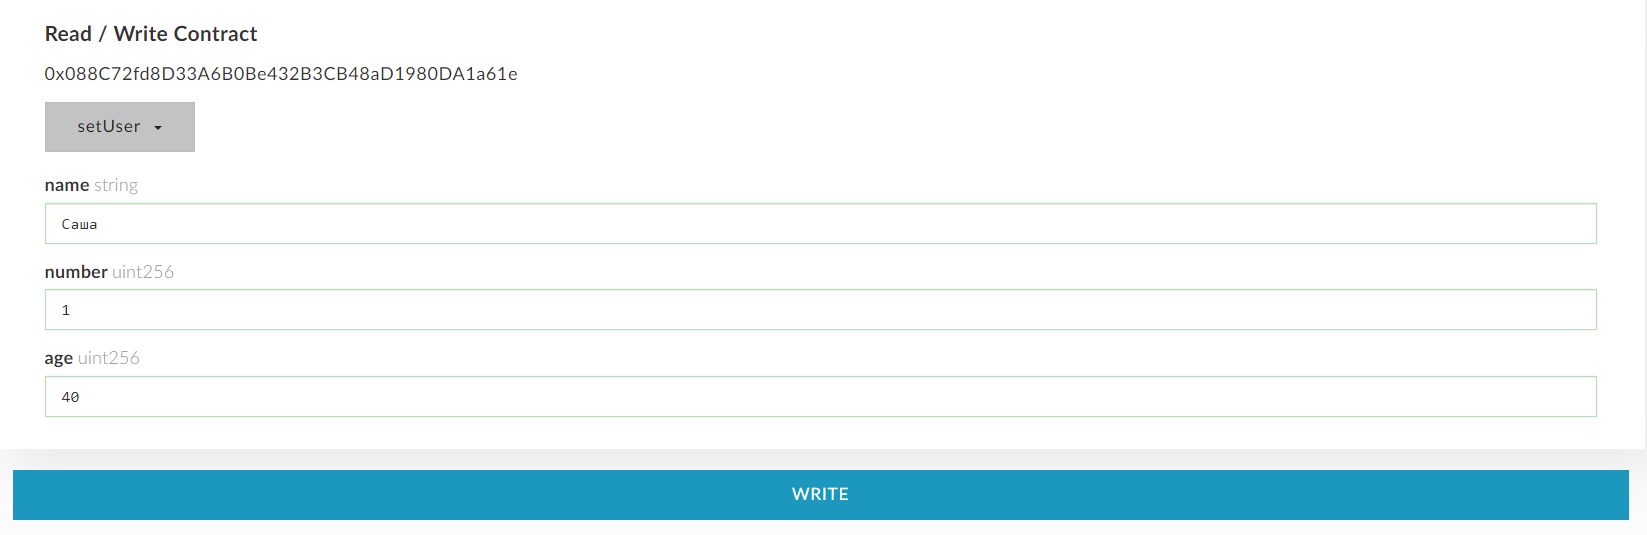 Read / Write Contract
0x088C72fd8D33A6B0Be432B3CB48aD1980DA1a61e
setUser
name string
Саша
number uint256
1
age uint256
40
WRITE